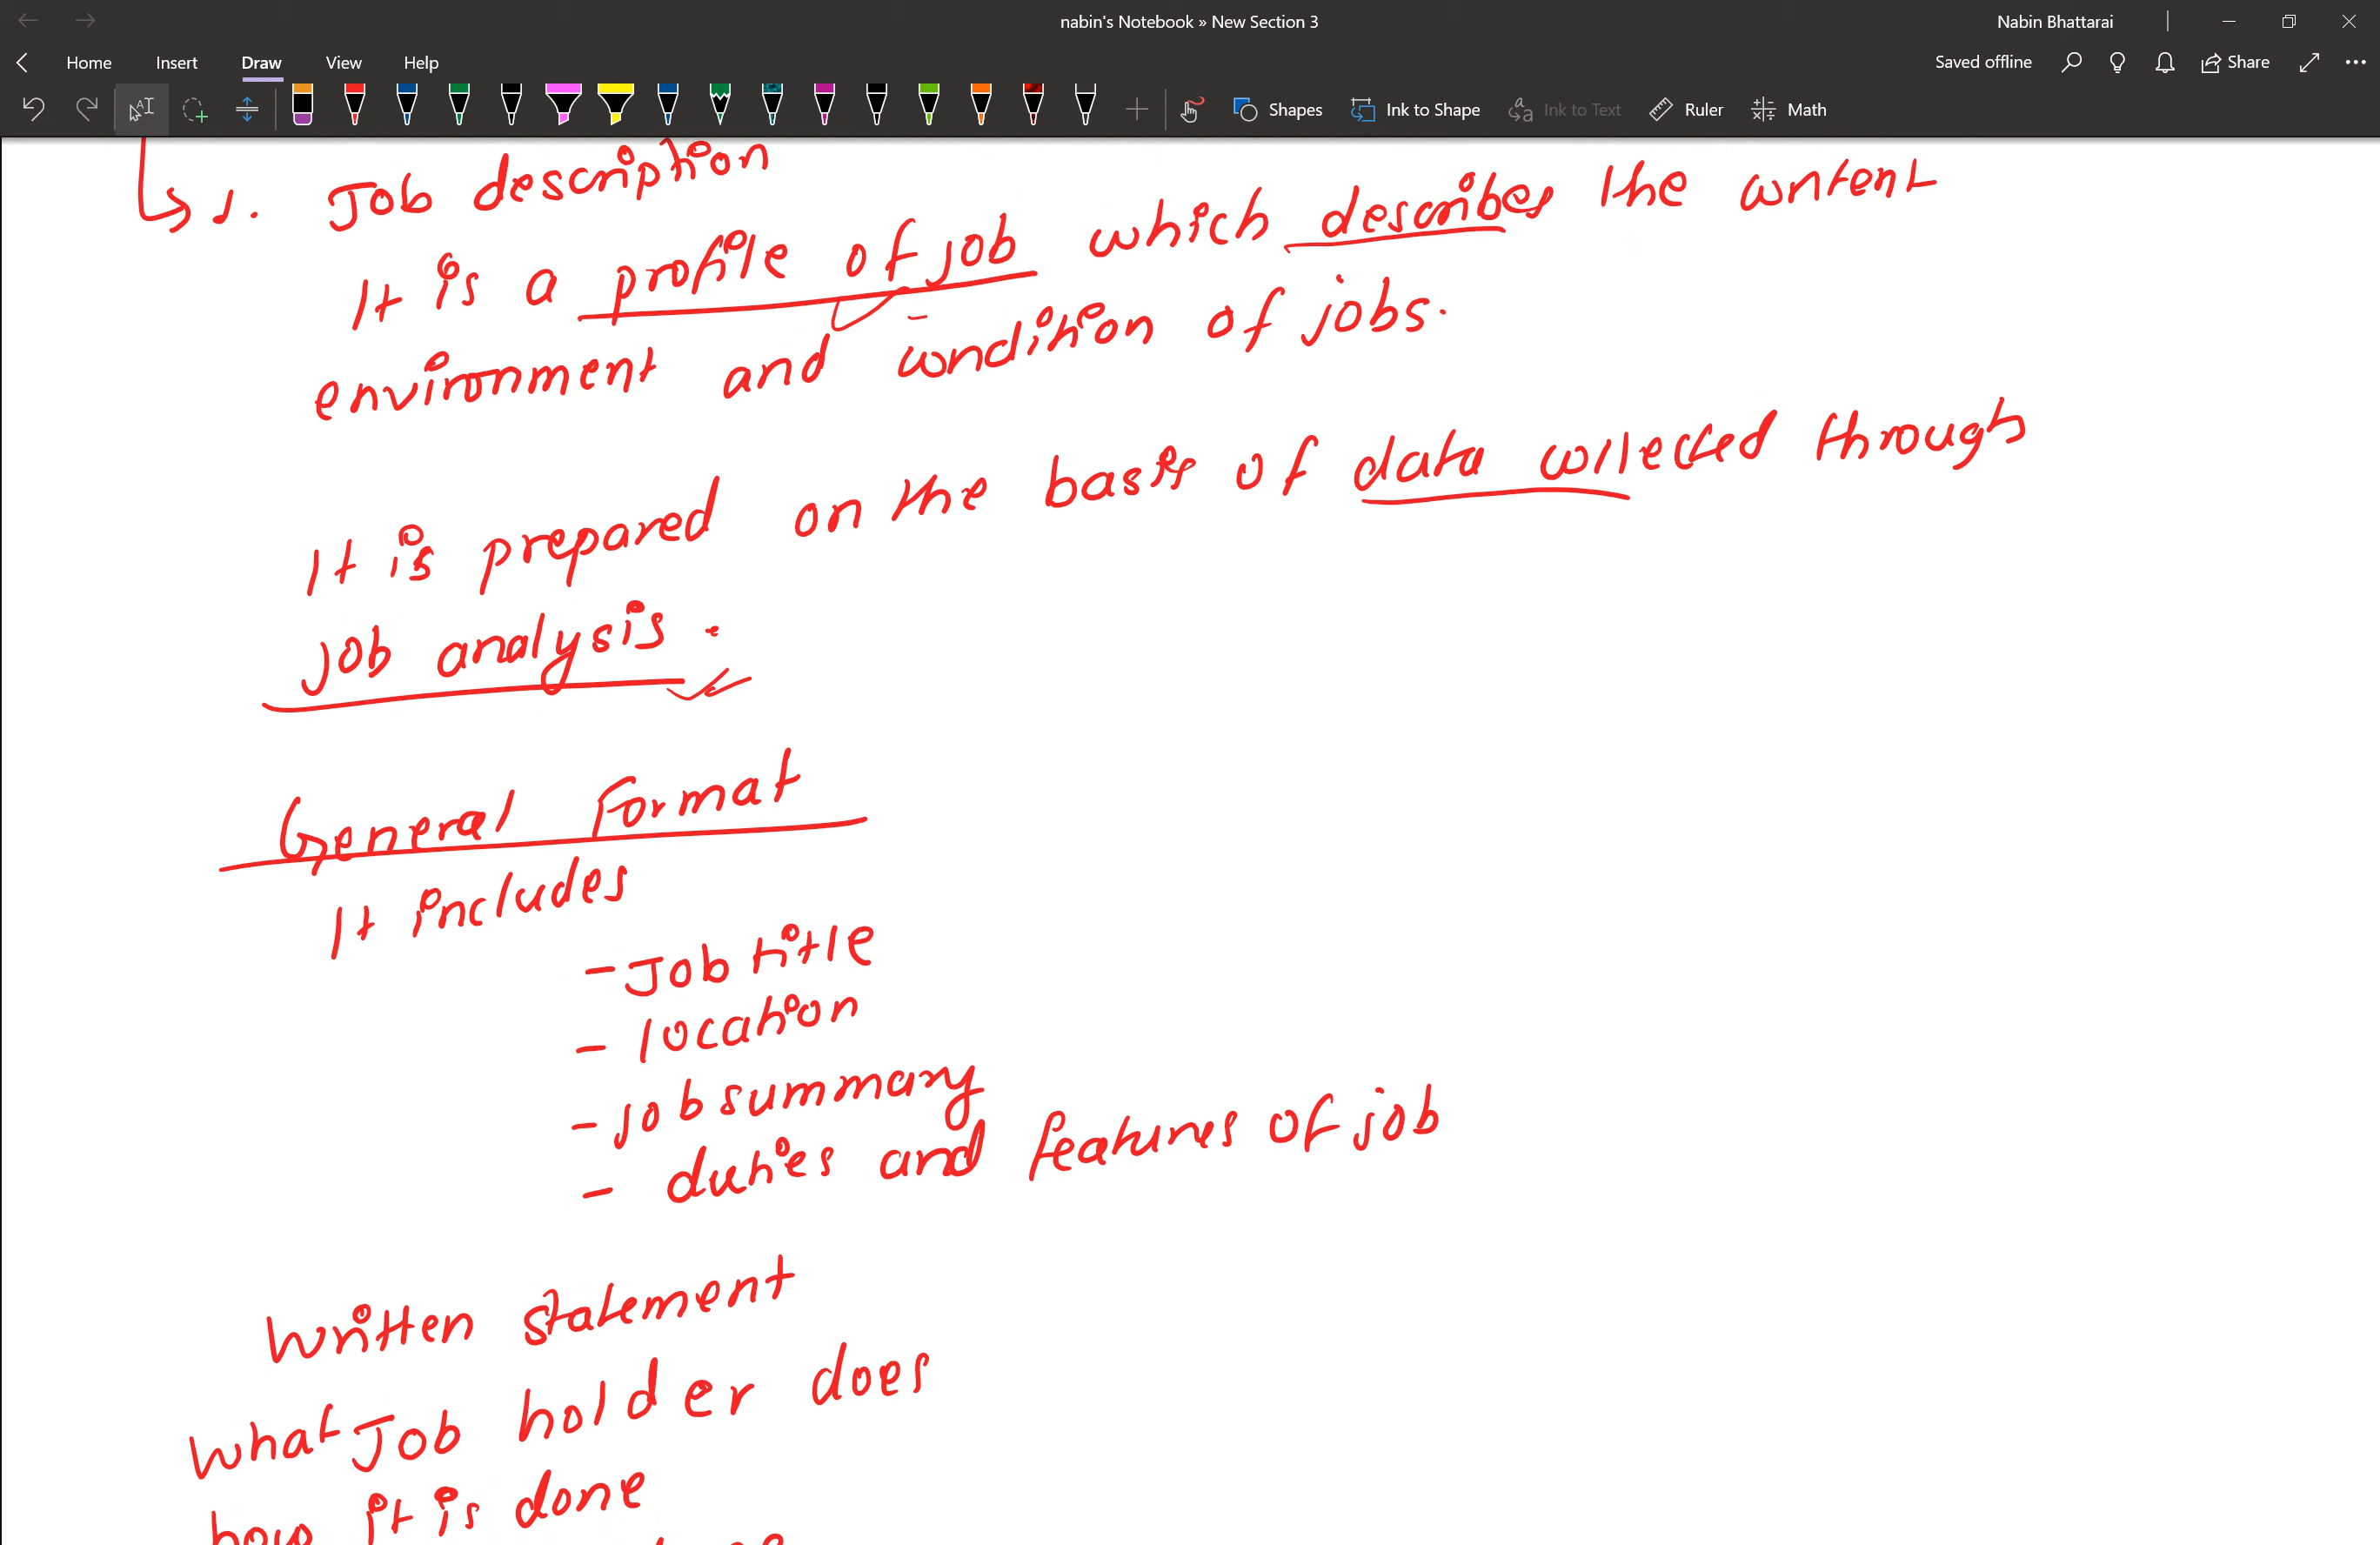 nabin's Notebook » New Section 3
Nabin Bhattarai
Home Insert Draw View Help
Saved offline
Share
Shapes Ink to Shape Ink to Text Ruler Math
1. Job description
It is a profile of job which describes the content
environment and condition of jobs.
It is prepared on the basis of data collected through
job analysis.
General Format
It includes
- Job title
- location
- job summary
- duties and features of job
Written statement
what Job holder does
how it is done